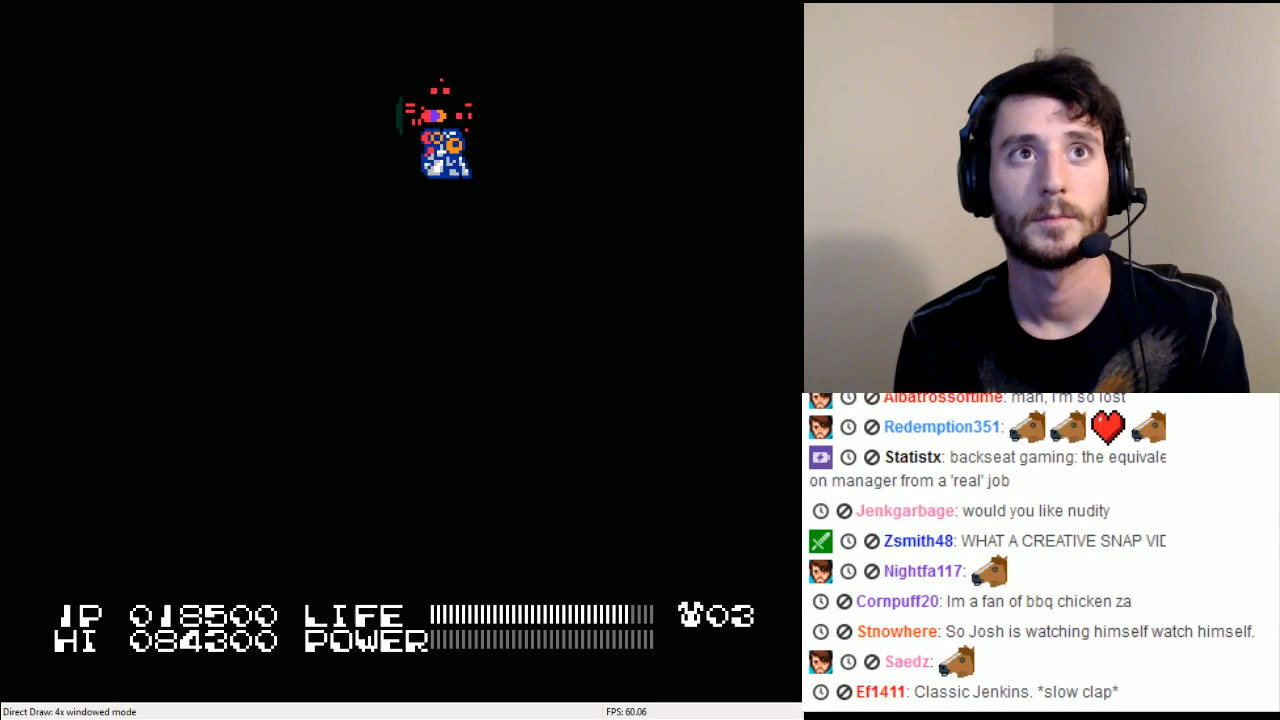 1P 018500 LIFE 03
HI 084300 POWER
Direct Draw: 4x windowed mode FPS: 60.06
Albatrossoftime: man, I'm so lost
Redemption351:
Statistx: backseat gaming: the equivale
on manager from a 'real' job
Jenkgarbage: would you like nudity
Zsmith48: WHAT A CREATIVE SNAP VID
Nightfa117:
Cornpuff20: Im a fan of bbq chicken za
Stnowhere: So Josh is watching himself watch himself.
Saedz:
Ef1411: Classic Jenkins. *slow clap*